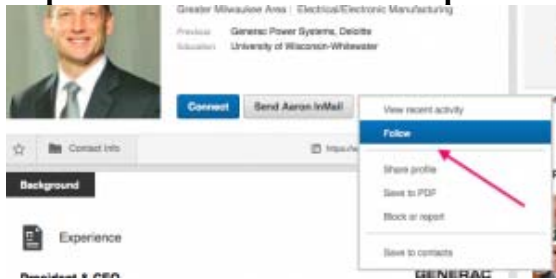 Greater Milwaukee Area | Electrical/Electronic Manufacturing
Previous Generac Power Systems, Deloitte
Education University of Wisconsin-Whitewater
Connect Send Aaron InMail
View recent activity
Follow
Contact Info
Share profile
Background
Save to PDF
Block or report
Experience
Save to contacts
President & CEO
GENERAC